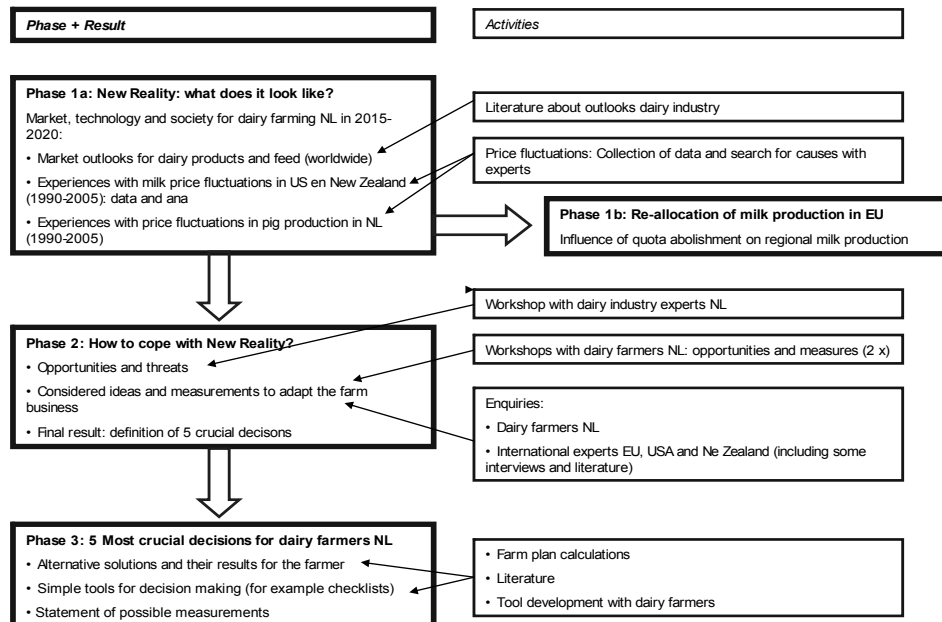 Phase + Result
Activities
Phase 1a: New Reality: what does it look like?
Market, technology and society for dairy farming NL in 2015-
2020:
• Market outlooks for dairy products and feed (worldwide)
• Experiences with milk price fluctuations in US en New Zealand
(1990-2005): data and ana
• Experiences with price fluctuations in pig production in NL
(1990-2005)
Literature about outlooks dairy industry
Price fluctuations: Collection of data and search for causes with
experts
Phase 1b: Re-allocation of milk production in EU
Influence of quota abolishment on regional milk production
Workshop with dairy industry experts NL
Phase 2: How to cope with New Reality?
• Opportunities and threats
• Considered ideas and measurements to adapt the farm
business
• Final result: definition of 5 crucial decisons
Workshops with dairy farmers NL: opportunities and measures (2 x)
Enquiries:
• Dairy farmers NL
• International experts EU, USA and Ne Zealand (including some
interviews and literature)
Phase 3: 5 Most crucial decisions for dairy farmers NL
• Alternative solutions and their results for the farmer
• Simple tools for decision making (for example checklists)
• Statement of possible measurements
• Farm plan calculations
• Literature
• Tool development with dairy farmers